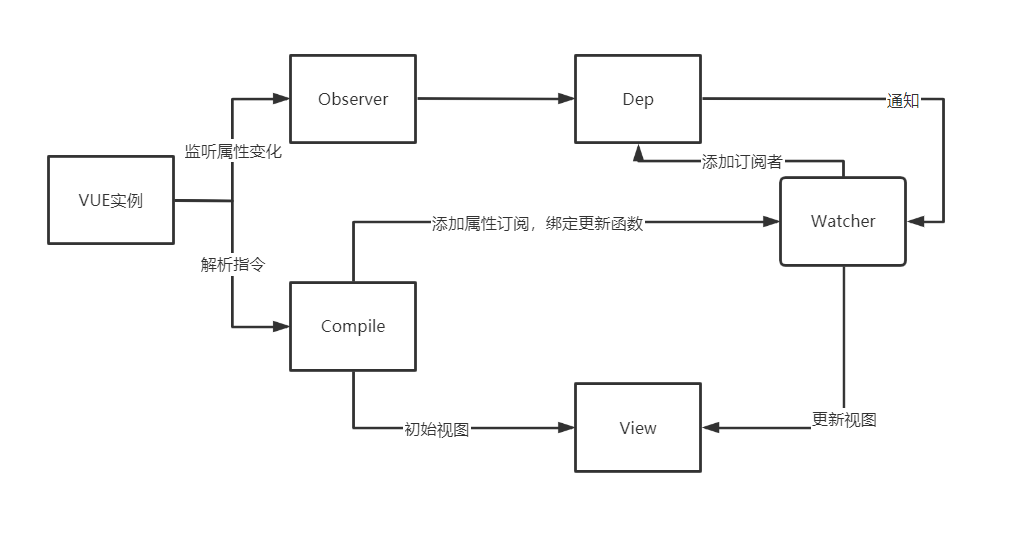 Observer
Dep
通知
监听属性变化
添加订阅者
VUE实例
Watcher
添加属性订阅，绑定更新函数
解析指令
Compile
更新视图
初始视图
View